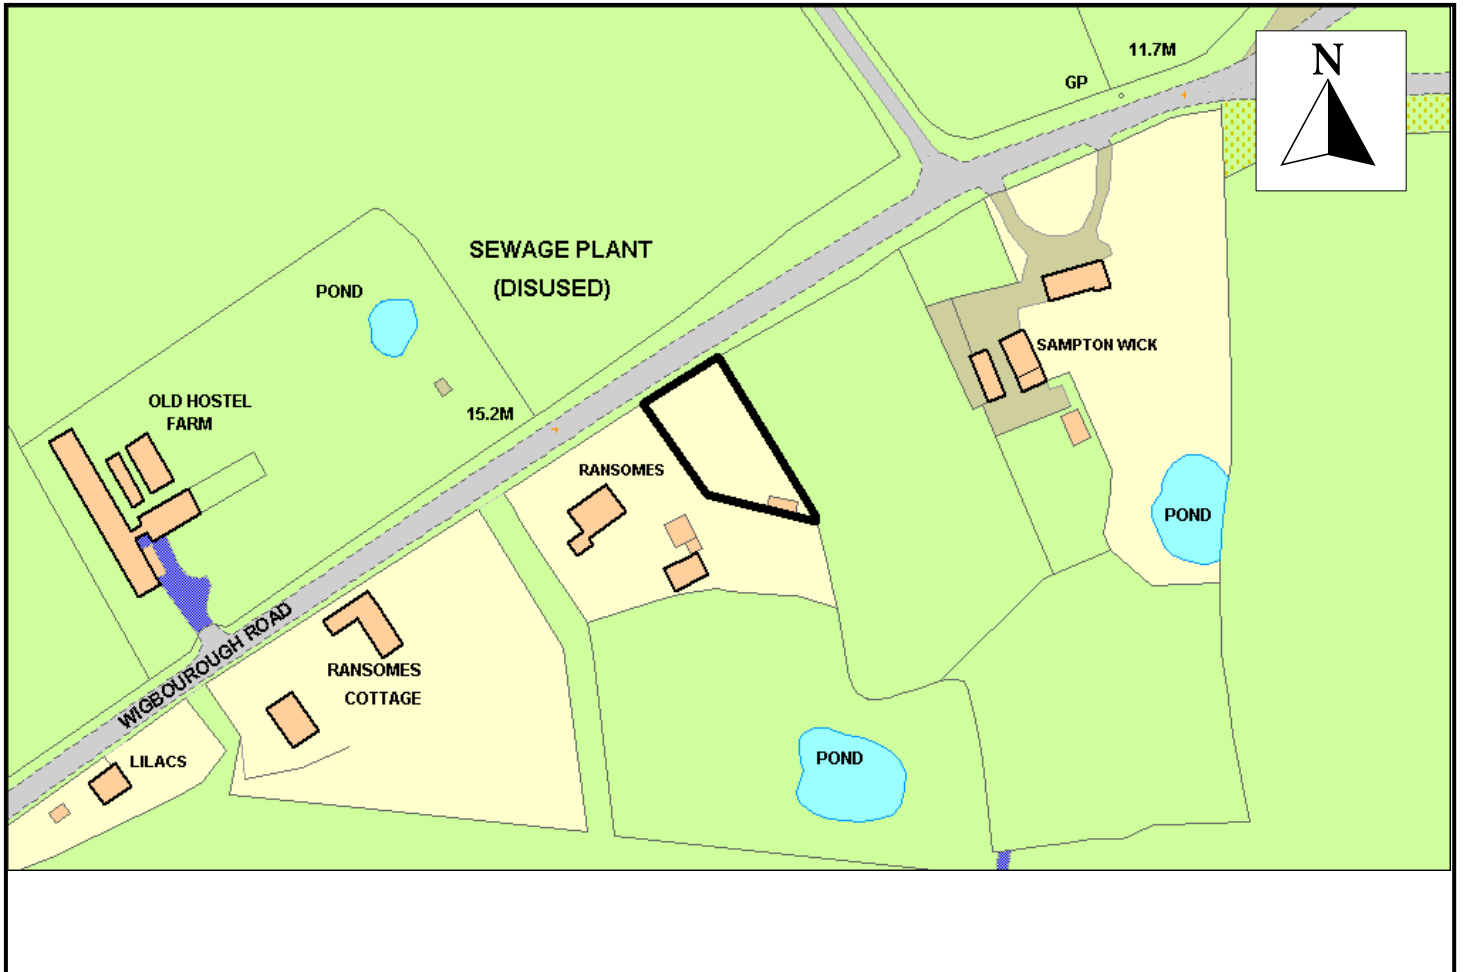 11.7M
N
GP
SEWAGE PLANT
(DISUSED)
POND
SAMPTON WICK
OLD HOSTEL
FARM
15.2M
RANSOMES
POND
WIGBOUROUGH ROAD
RANSOMES
COTTAGE
LILACS
POND